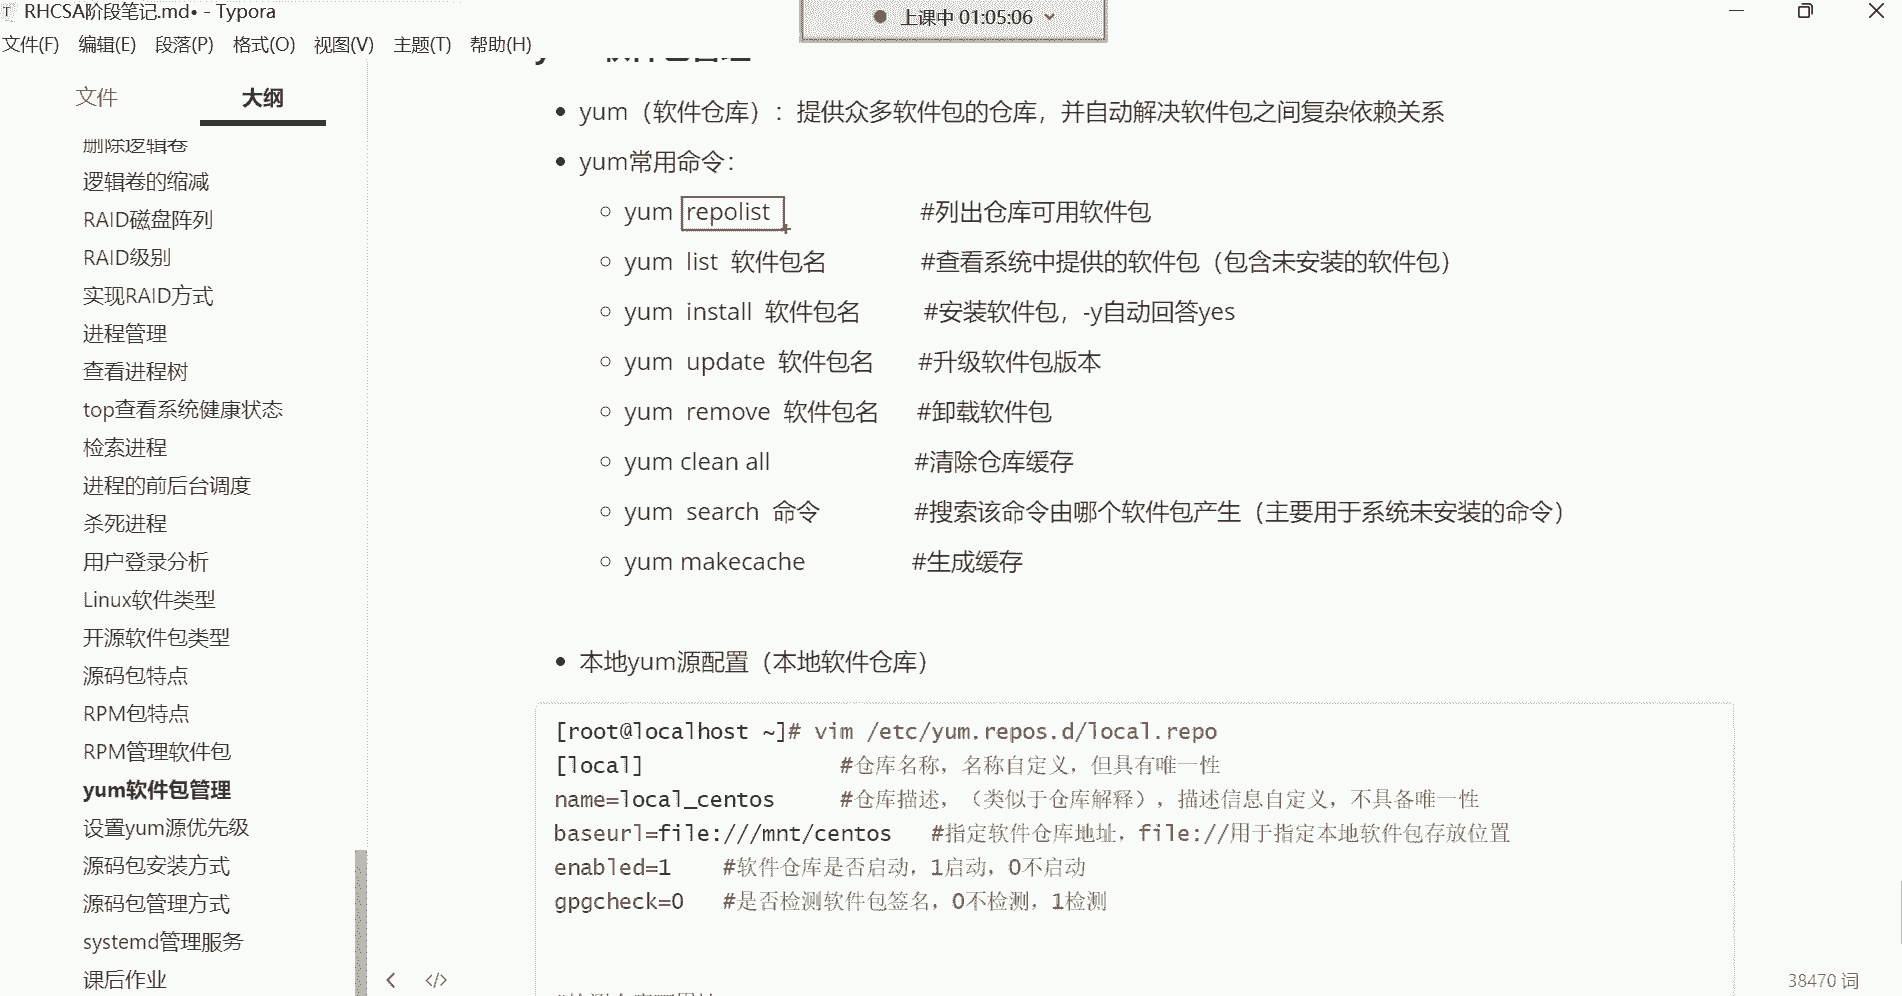 RHCSA阶段笔记.md• - Typora
上课中 01:05:06
文件(F) 编辑(E) 段落(P) 格式(O) 视图(V) 主题(T) 帮助(H)
文件 大纲
删除逻辑卷
逻辑卷的缩减
RAID磁盘阵列
RAID级别
实现RAID方式
进程管理
查看进程树
top查看系统健康状态
检索进程
进程的前后台调度
杀死进程
用户登录分析
Linux软件类型
开源软件包类型
源码包特点
RPM包特点
RPM管理软件包
yum软件包管理
设置yum源优先级
源码包安装方式
源码包管理方式
systemd管理服务
课后作业
yum（软件仓库）：提供众多软件包的仓库，并自动解决软件包之间复杂依赖关系
yum常用命令：
yum repolist #列出仓库可用软件包
yum list 软件包名 #查看系统中提供的软件包（包含未安装的软件包）
yum install 软件包名 #安装软件包，-y自动回答yes
yum update 软件包名 #升级软件包版本
yum remove 软件包名 #卸载软件包
yum clean all #清除仓库缓存
yum search 命令 #搜索该命令由哪个软件包产生（主要用于系统未安装的命令）
yum makecache #生成缓存
本地yum源配置（本地软件仓库）
[root@localhost ~]# vim /etc/yum.repos.d/local.repo
[local] #仓库名称，名称自定义，但具有唯一性
name=local_centos #仓库描述，（类似于仓库解释），描述信息自定义，不具备唯一性
baseurl=file:///mnt/centos #指定软件仓库地址，file://用于指定本地软件包存放位置
enabled=1 #软件仓库是否启动，1启动，0不启动
gpgcheck=0 #是否检测软件包签名，0不检测，1检测
38470 词